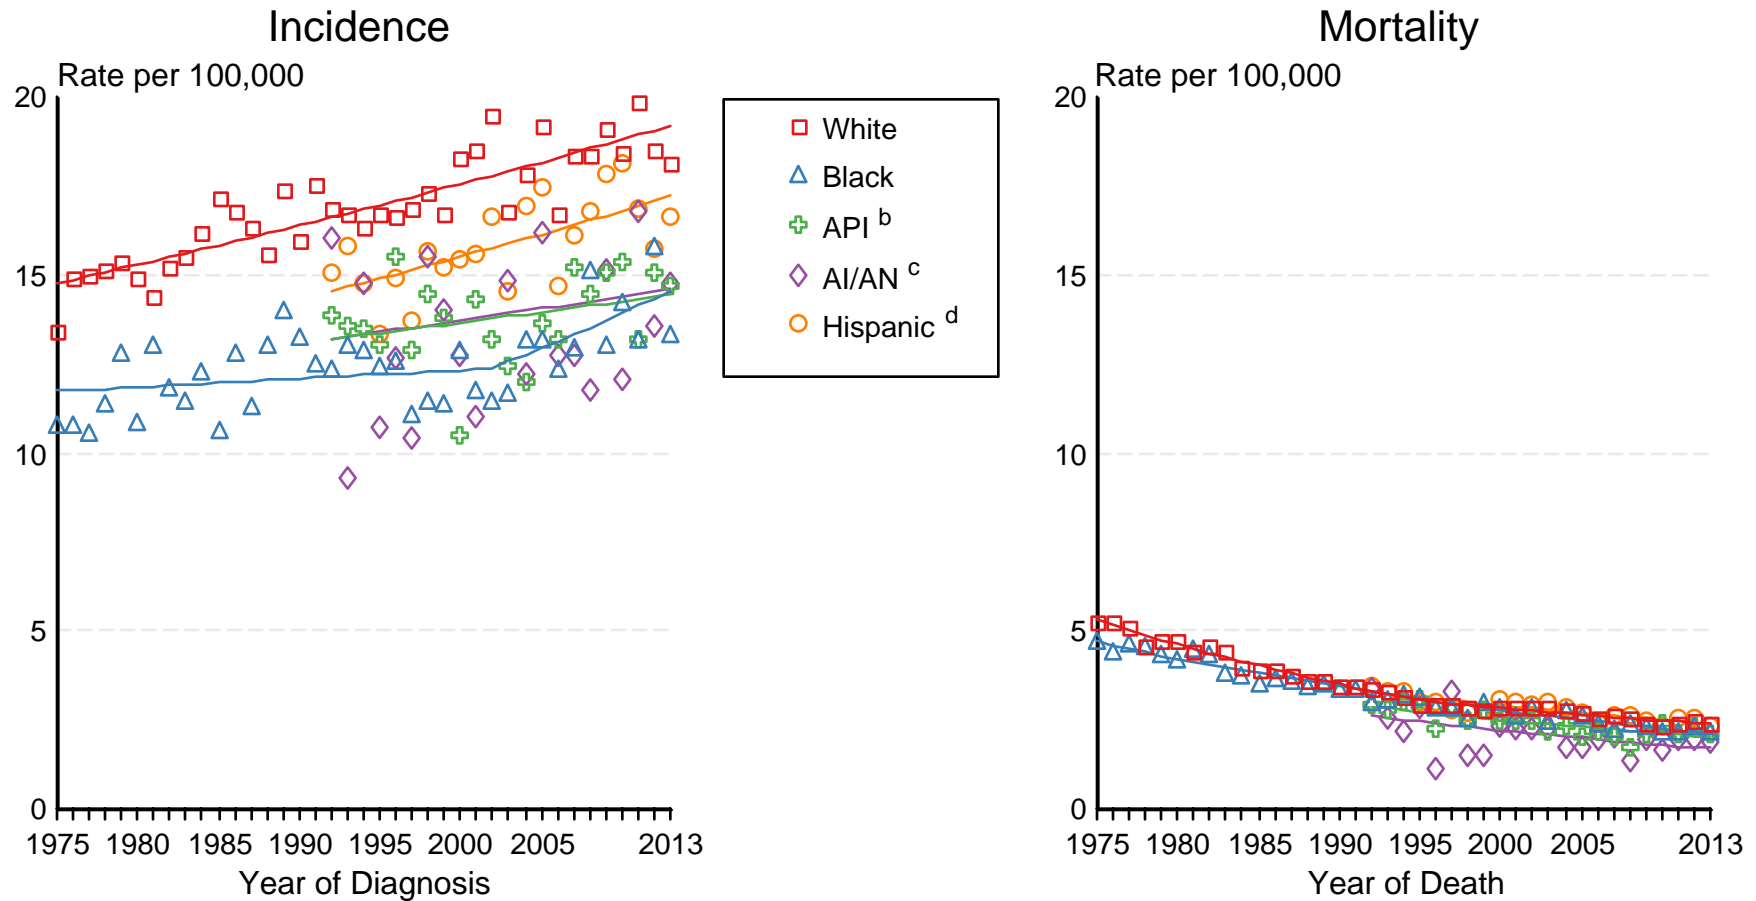 Incidence
Rate per 100,000
20
15
10
5
0
1975 1980 1985 1990 1995 2000 2005 2013
Year of Diagnosis
White
Black
API b
AI/AN c
Hispanic d
Mortality
Rate per 100,000
20
15
10
5
0
1975 1980 1985 1990 1995 2000 2005 2013
Year of Death